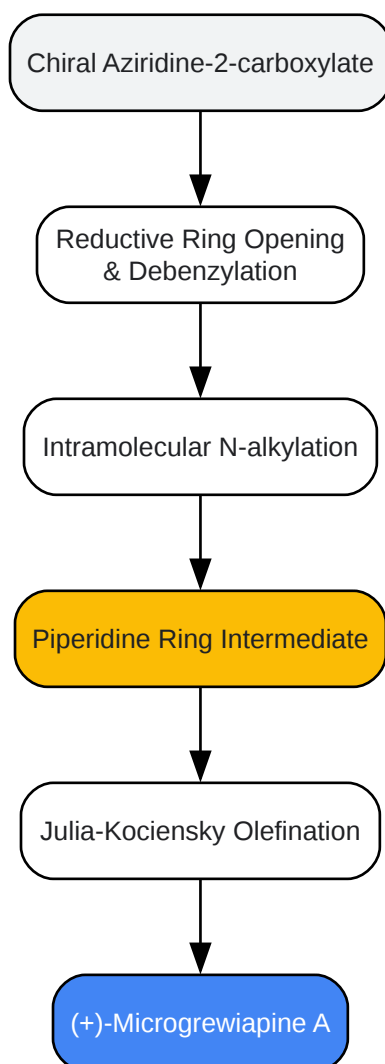 Chiral Aziridine-2-carboxylate
Reductive Ring Opening
& Debenzylation
Intramolecular N-alkylation
Piperidine Ring Intermediate
Julia-Kociensky Olefination
(+)-Microgrewiapine A